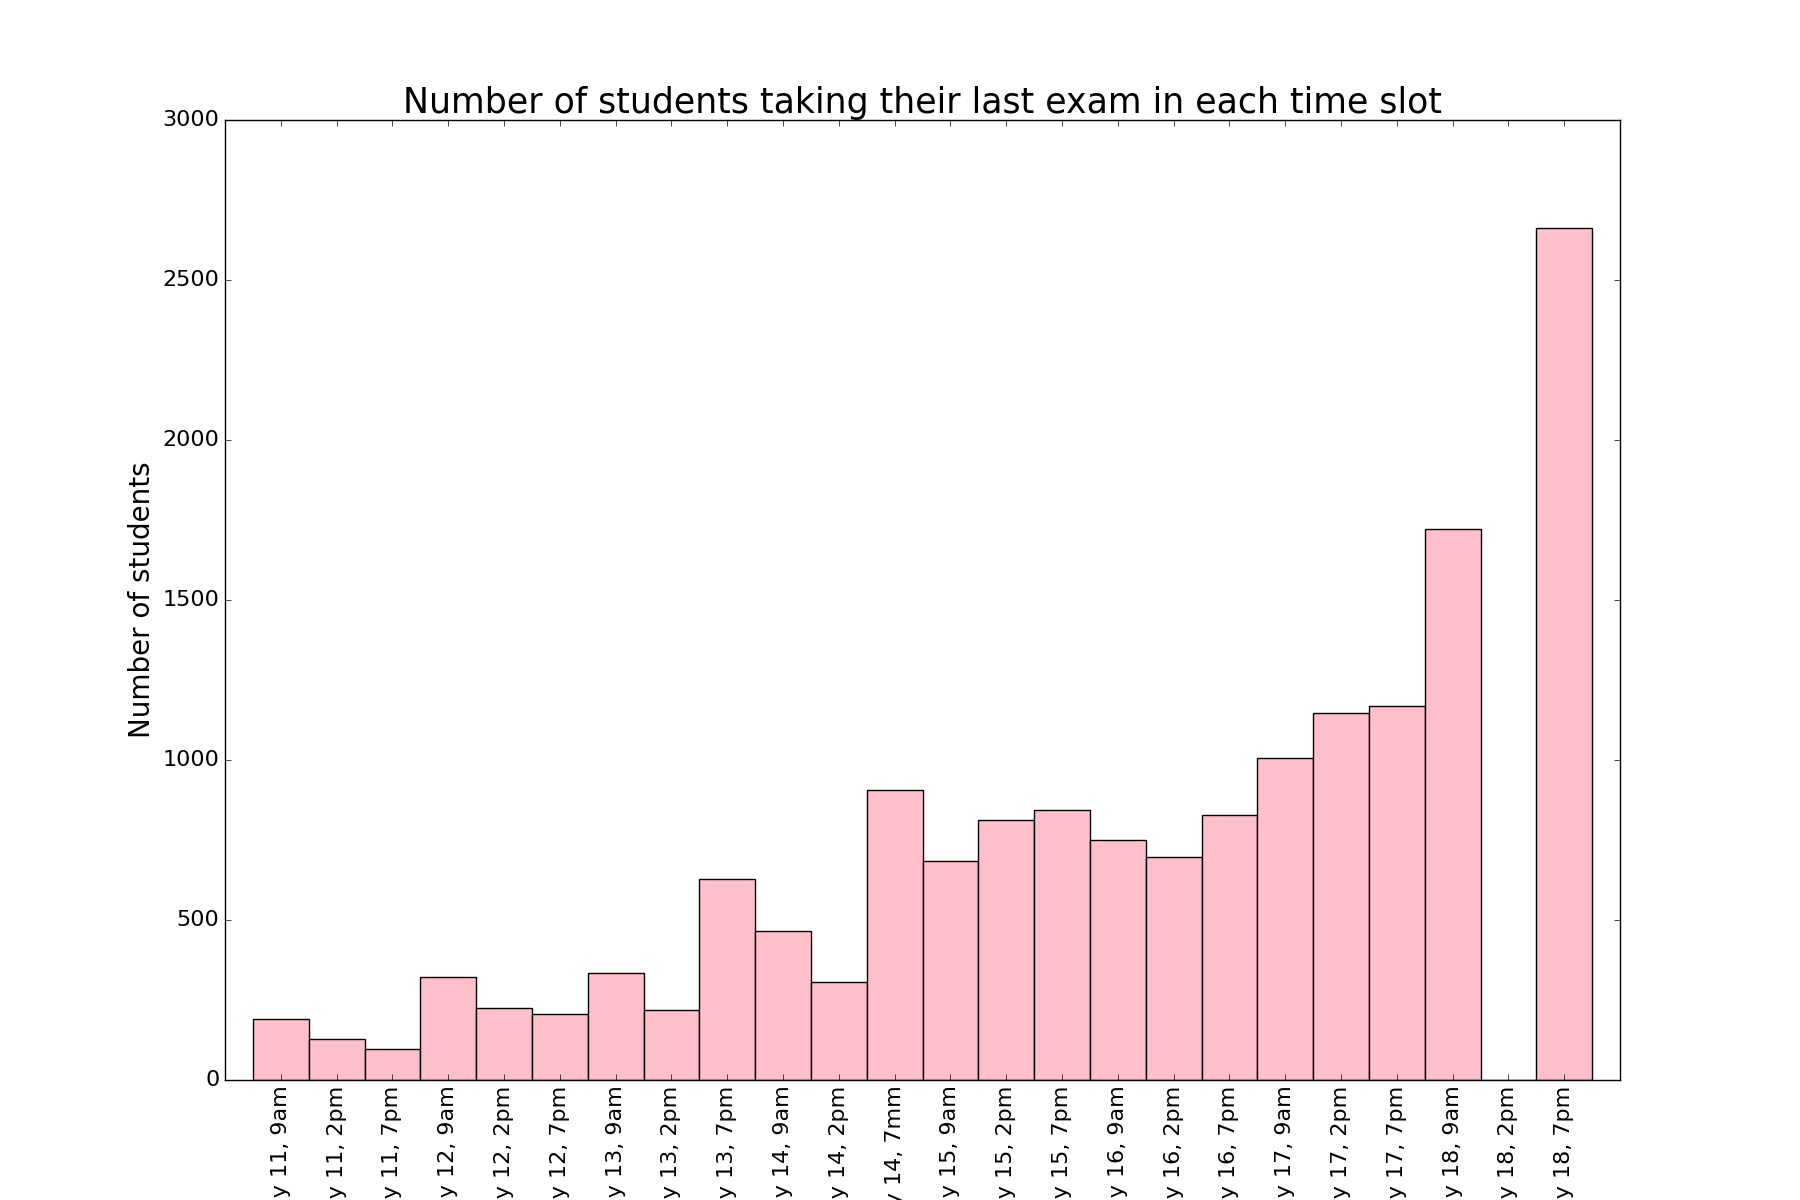 Number of students taking their last exam in each time slot
Number of students
3000
2500
2000
1500
1000
500
0
y 11, 9am
y 11, 2pm
y 11, 7pm
y 12, 9am
y 12, 2pm
y 12, 7pm
y 13, 9am
y 13, 2pm
y 13, 7pm
y 14, 9am
y 14, 2pm
y 14, 7mm
y 15, 9am
y 15, 2pm
y 15, 7pm
y 16, 9am
y 16, 2pm
y 16, 7pm
y 17, 9am
y 17, 2pm
y 17, 7pm
y 18, 9am
y 18, 2pm
y 18, 7pm